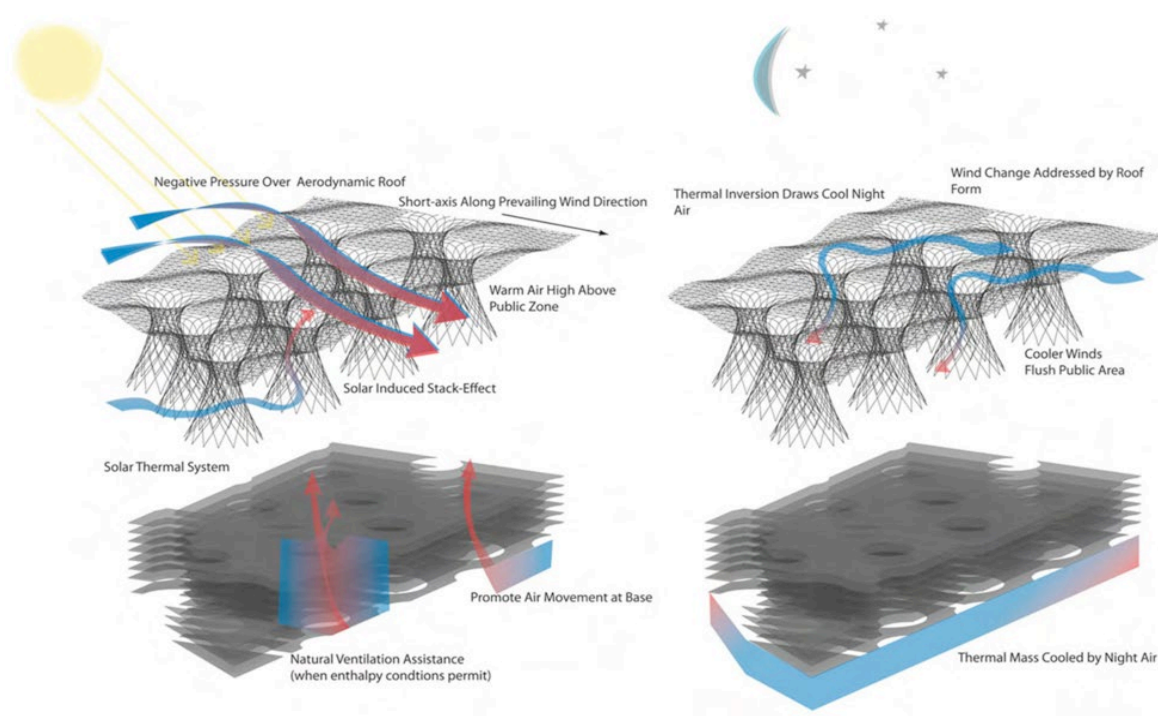 Negative Pressure Over Aerodynamic Roof
Short-axis Along Prevailing Wind Direction
Warm Air High Above
Public Zone
Solar Induced Stack-Effect
Solar Thermal System
Promote Air Movement at Base
Natural Ventilation Assistance
(when enthalpy condtions permit)
Wind Change Addressed by Roof
Form
Thermal Inversion Draws Cool Night
Air
Cooler Winds
Flush Public Area
Thermal Mass Cooled by Night Air